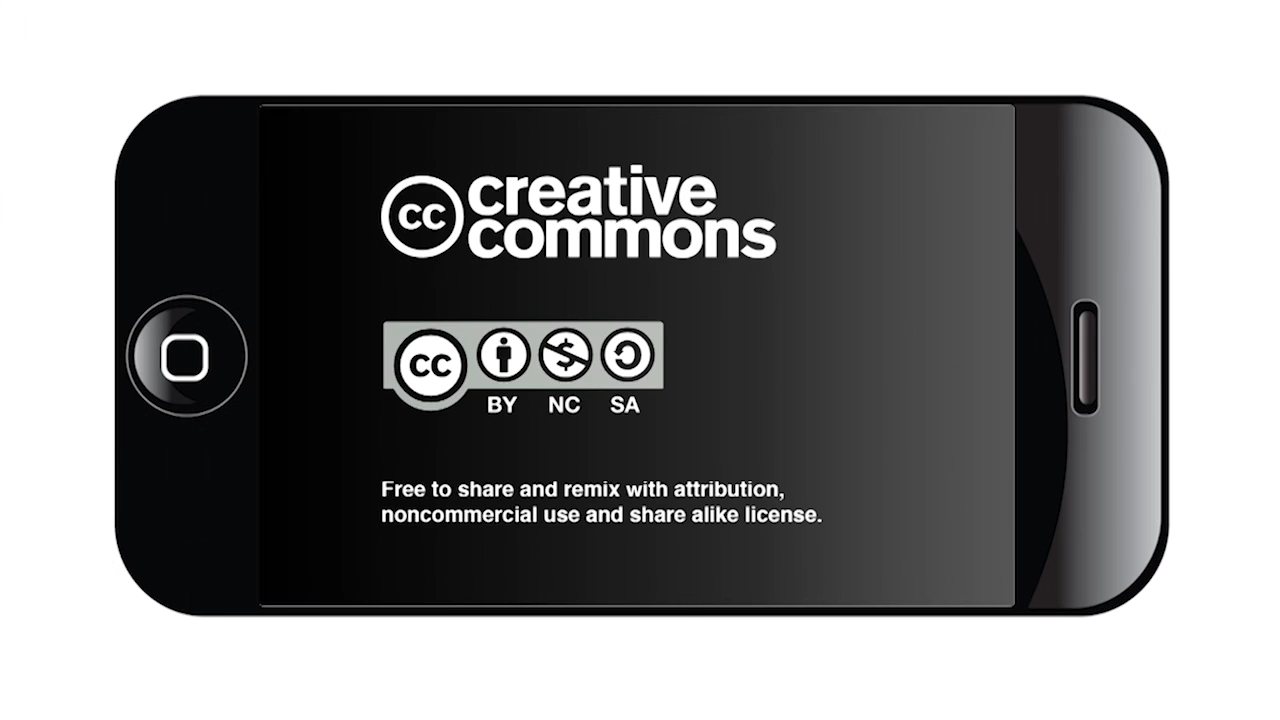 cc creative
commons
cc
BY NC SA
Free to share and remix with attribution,
noncommercial use and share alike license.